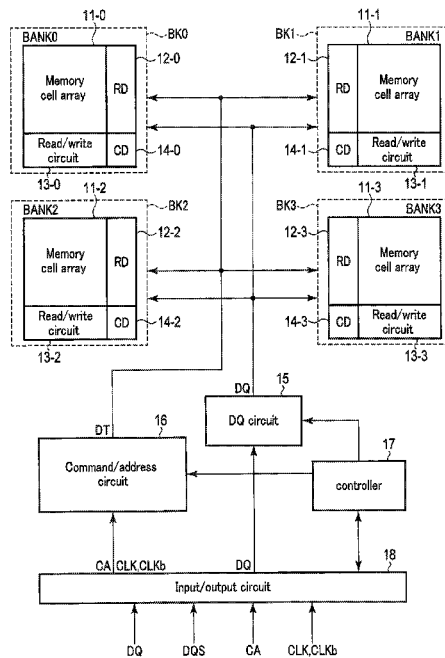 11-0
BANK0
BK0
12-0
Memory
cell array
RD
Read/write
circuit
CD
14-0
13-0
11-1
BK1
BANK1
12-1
RD
Memory
cell array
14-1
CD
Read/write
circuit
13-1
11-2
BANK2
BK2
12-2
Memory
cell array
RD
Read/write
circuit
CD
14-2
13-2
11-3
BK3
BANK3
12-3
RD
Memory
cell array
14-3
CD
Read/write
circuit
13-3
DQ
15
DQ circuit
DT
16
Command/address
circuit
17
controller
CA
CLK,CLKb
DQ
18
Input/output circuit
DQ
DQS
CA
CLK,CLKb